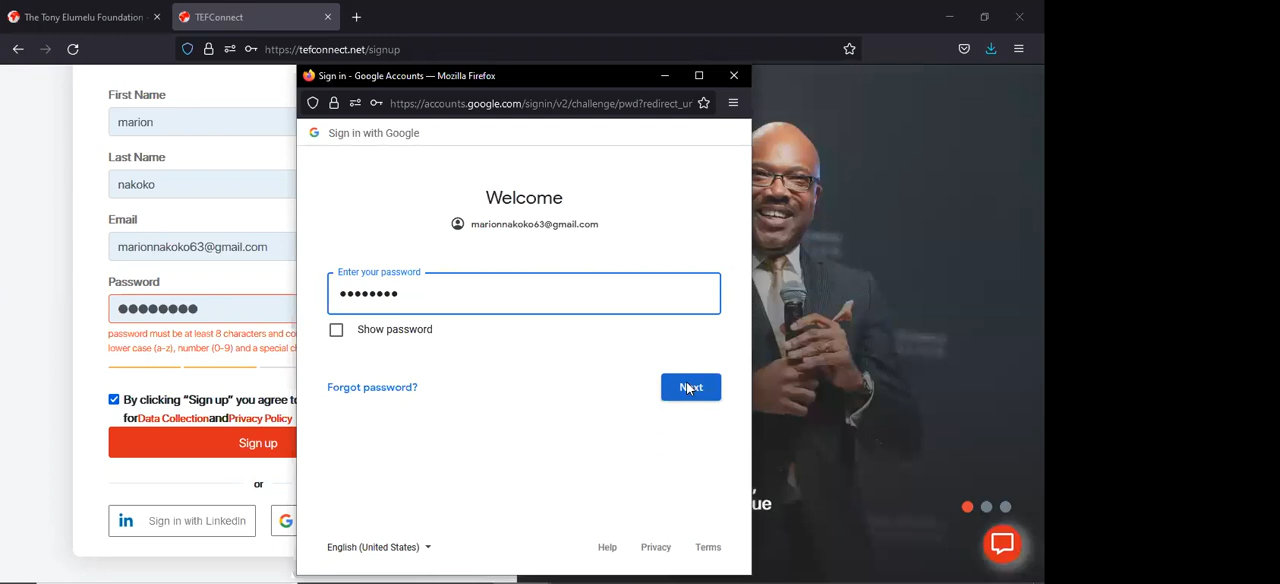 The Tony Elumelu Foundation -
TEFConnect
https://tefconnect.net/signup
First Name
marion
Last Name
nakoko
Email
marionnakoko63@gmail.com
Password
●●●●●●●●
password must be at least 8 characters and
lower case (a-z), number (0-9) and a special
By clicking “Sign up” you agree
for Data Collection and Privacy Policy
Sign up
or
in Sign in with LinkedIn
G
Sign in - Google Accounts — Mozilla Firefox
https://accounts.google.com/signin/v2/challenge/pwd?redirect_ur
G Sign in with Google
Welcome
marionnakoko63@gmail.com
Enter your password
●●●●●●●●
Show password
Forgot password?
Next
English (United States)
Help Privacy Terms